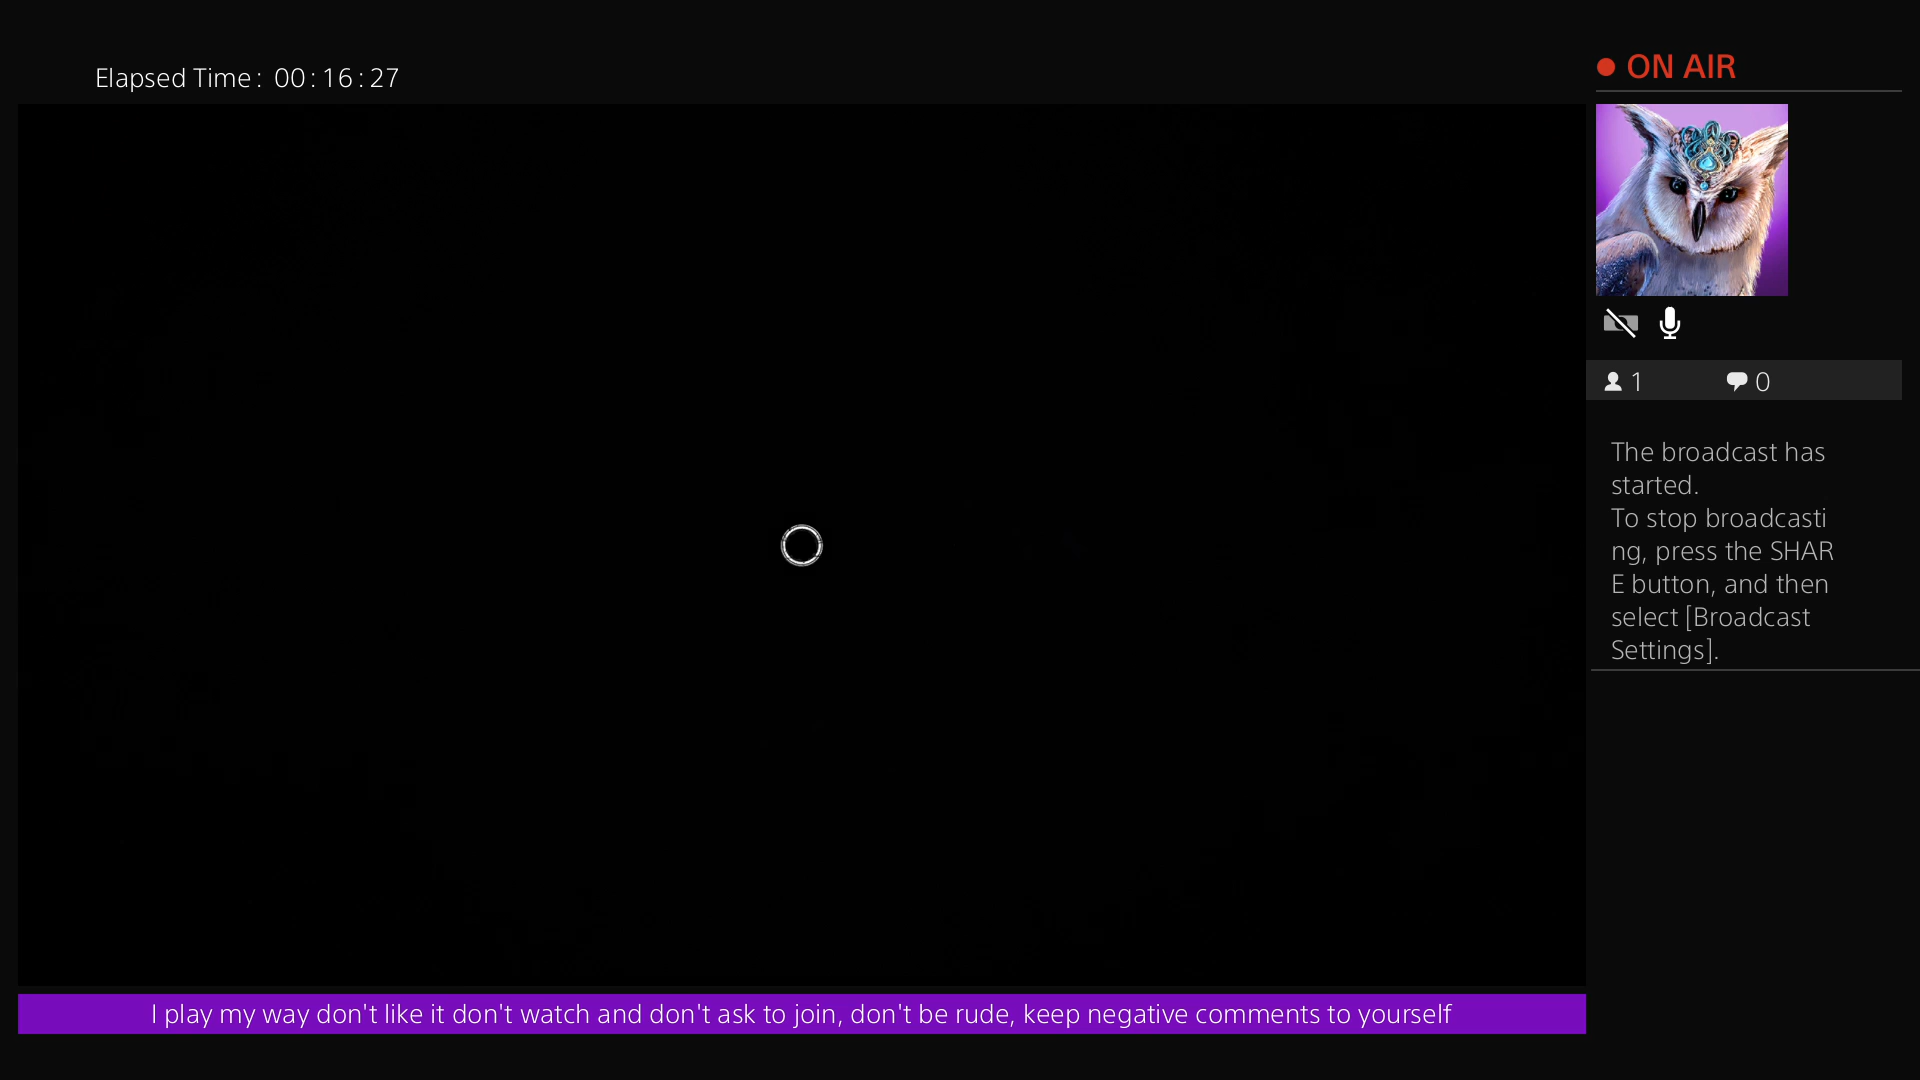 Elapsed Time: 00:16:27
ON AIR
1 0
The broadcast has
started.
To stop broadcasti
ng, press the SHAR
E button, and then
select [Broadcast
Settings].
I play my way don't like it don't watch and don't ask to join, don't be rude, keep negative comments to yourself